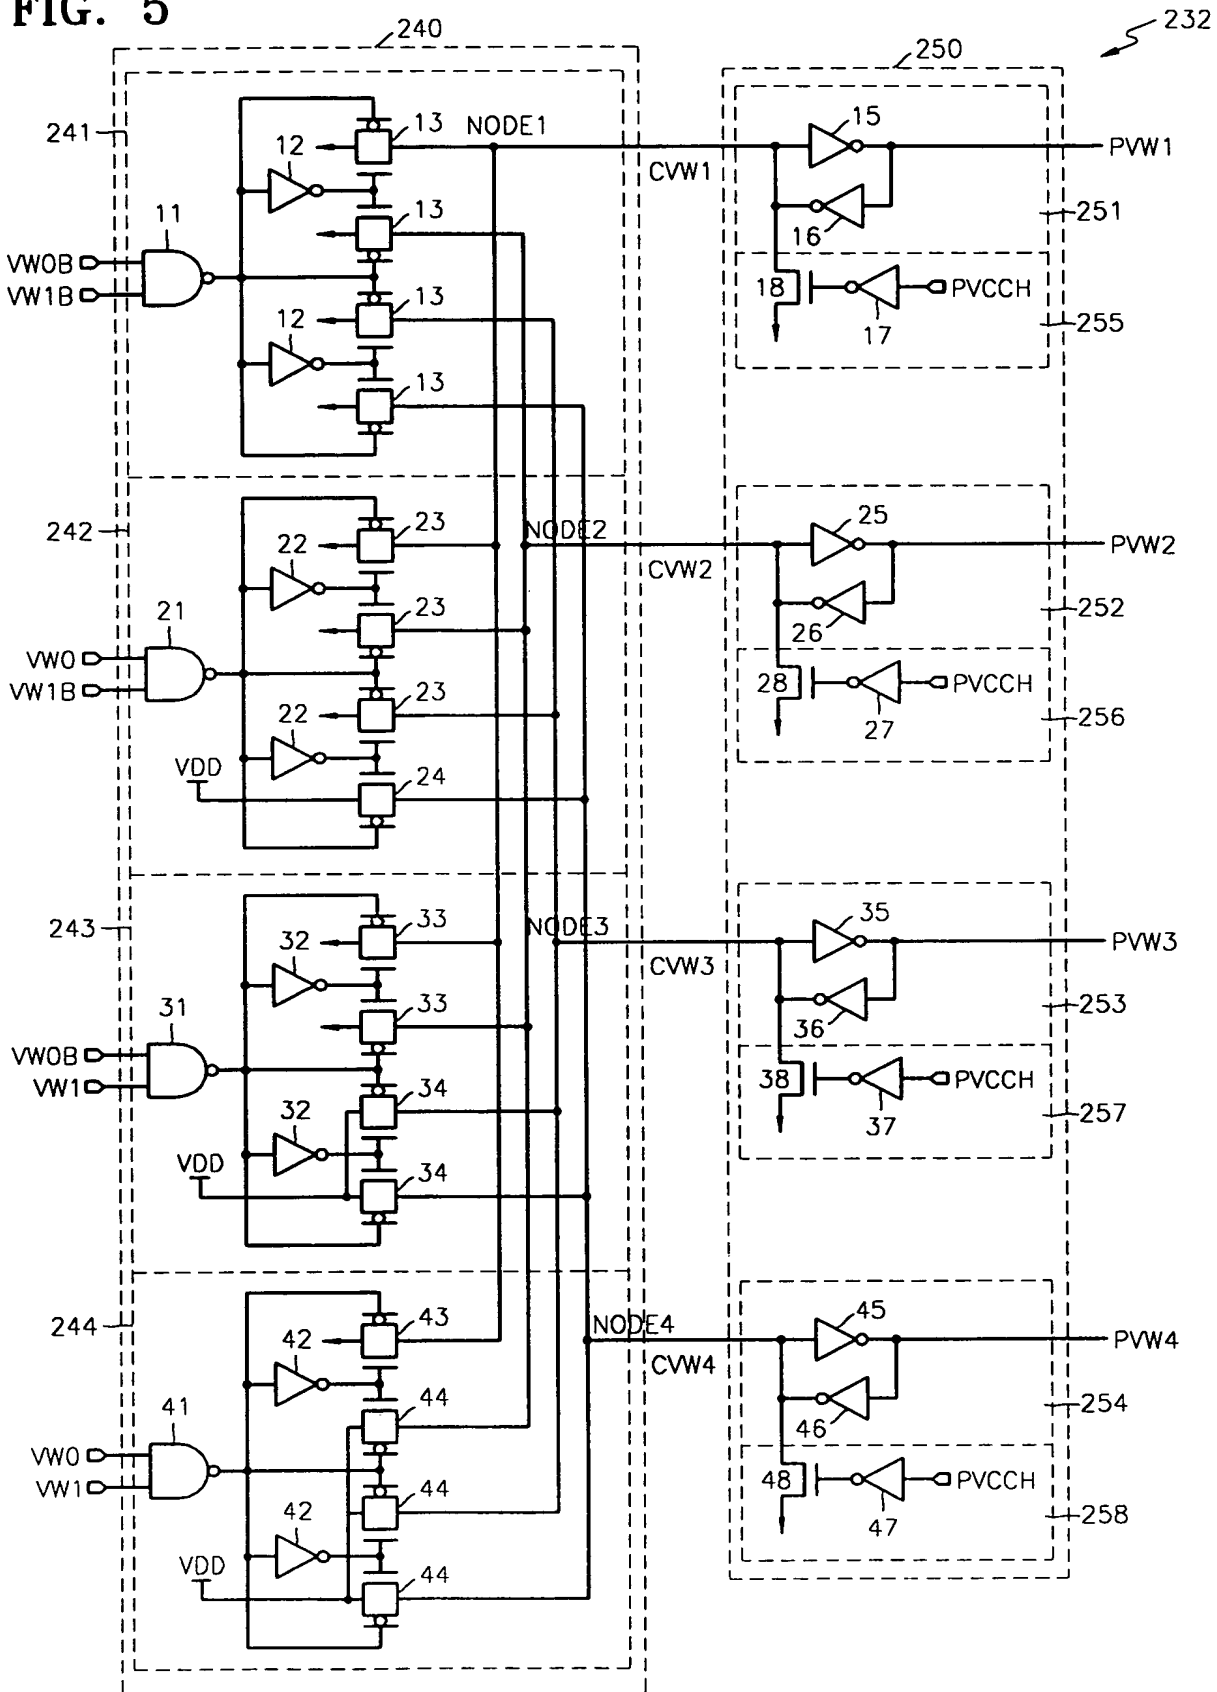 FIG. 5
232
240
250
241
11
12
13
NODE1
CVW1
15
PVW1
16
251
VW0B
VW1B
13
13
12
13
18
17
PVCCH
255
242
21
22
23
NODE2
CVW2
25
PVW2
26
252
VW0
VW1B
23
23
22
VDD
24
28
27
PVCCH
256
243
31
32
33
NODE3
CVW3
35
PVW3
36
253
VW0B
VW1
33
34
32
VDD
34
38
37
PVCCH
257
244
41
42
43
NODE4
CVW4
45
PVW4
46
254
VW0
VW1
44
44
42
VDD
44
48
47
PVCCH
258